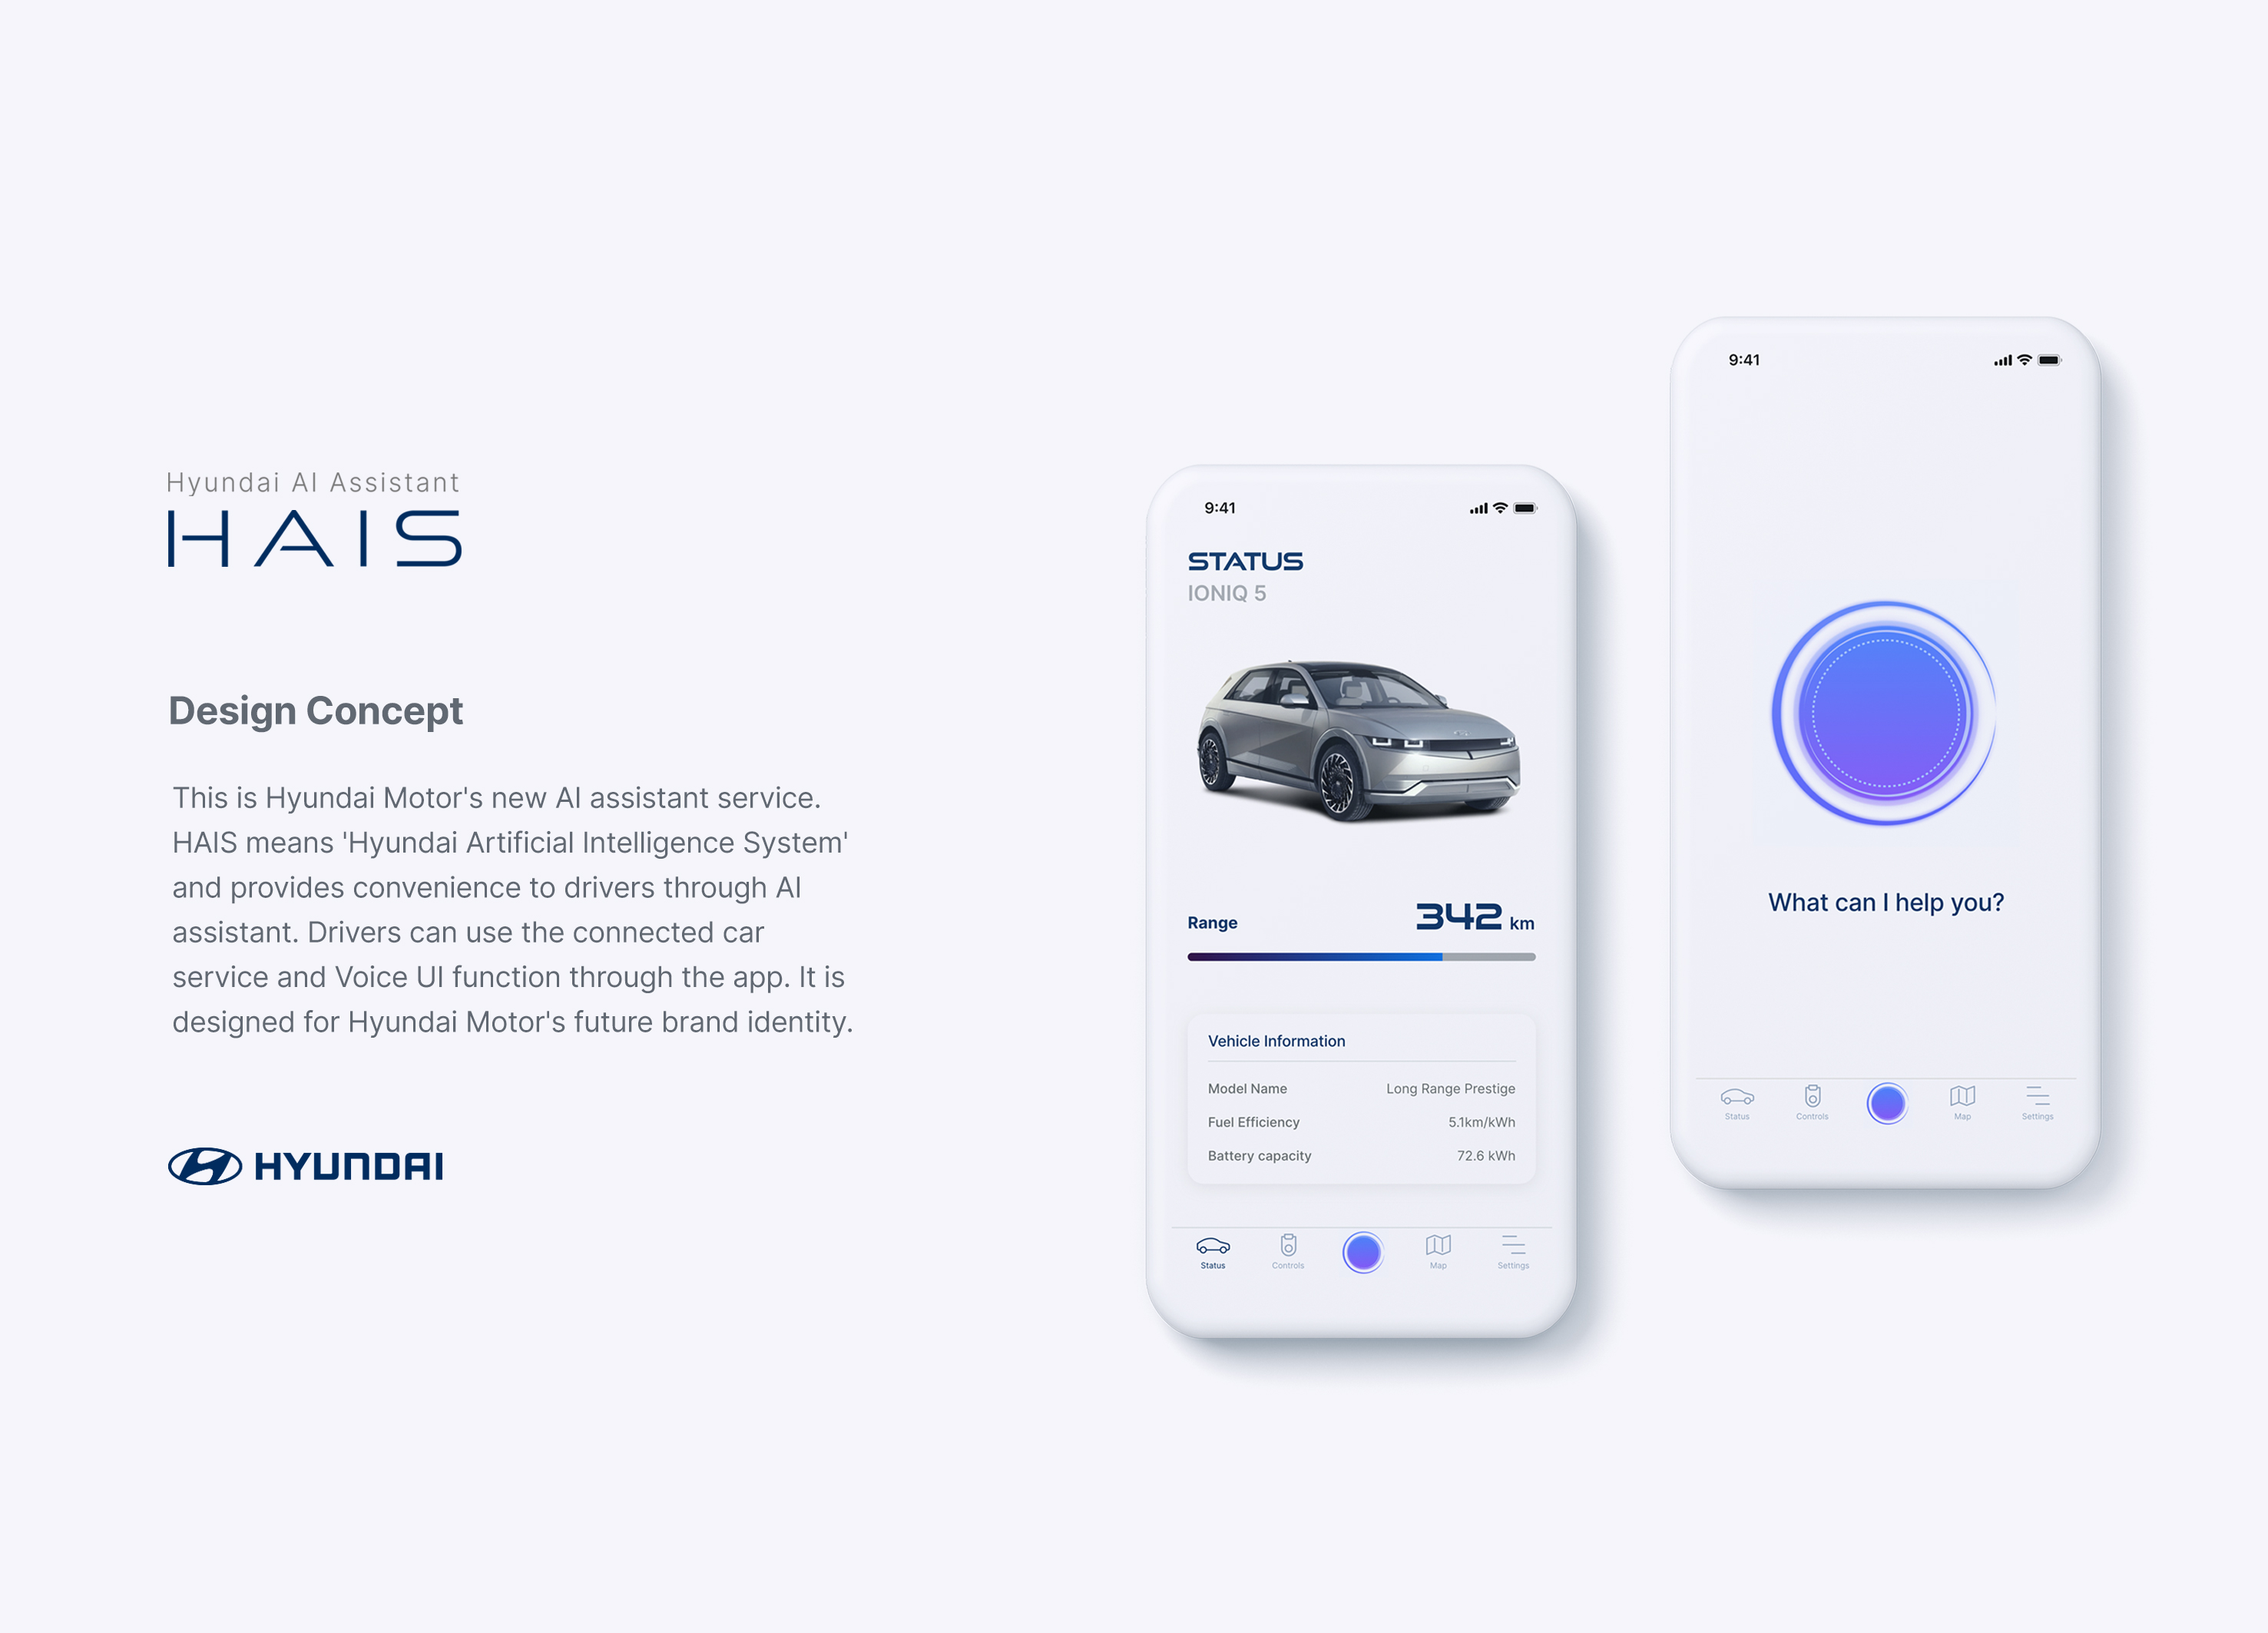 Hyundai AI Assistant
HAIS
Design Concept
This is Hyundai Motor's new AI assistant service.
HAIS means 'Hyundai Artificial Intelligence System'
and provides convenience to drivers through AI
assistant. Drivers can use the connected car
service and Voice UI function through the app. It is
designed for Hyundai Motor's future brand identity.
HYUNDAI
9:41
STATUS
IONIQ 5
Range 342 km
Vehicle Information
Model Name Long Range Prestige
Fuel Efficiency 5.1km/kWh
Battery capacity 72.6 kWh
Status Controls Map Settings
9:41
What can I help you?
Status Controls Map Settings